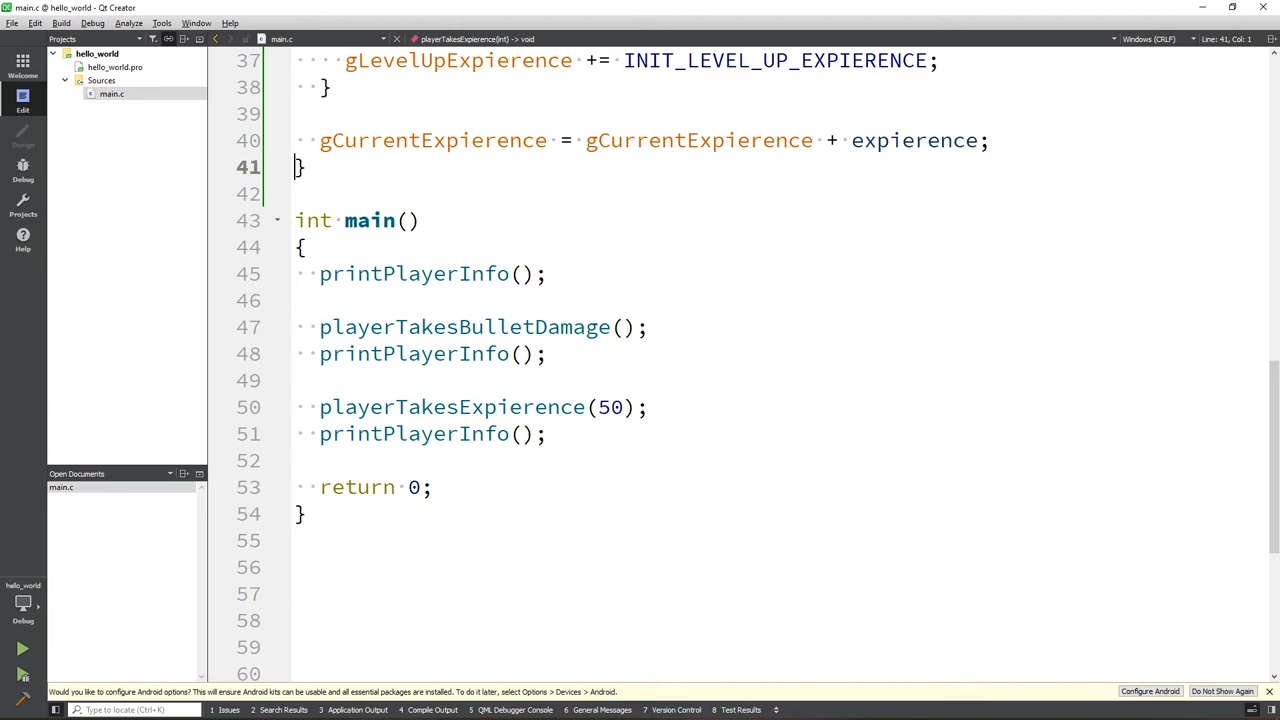 main.c @ hello_world - Qt Creator
File Edit Build Debug Analyze Tools Window Help
Projects main.c playerTakesExpierence(int) -> void Windows (CRLF) Line: 41, Col: 1
Welcome
Edit
Design
Debug
Projects
Help
hello_world
hello_world.pro
Sources
main.c
Open Documents
main.c
37 gLevelUpExpierence += INIT_LEVEL_UP_EXPIERENCE;
38 }
39
40 gCurrentExpierence = gCurrentExpierence + expierence;
41 }
42
43 int main()
44 {
45 printPlayerInfo();
46
47 playerTakesBulletDamage();
48 printPlayerInfo();
49
50 playerTakesExpierence(50);
51 printPlayerInfo();
52
53 return 0;
54 }
55
56
57
58
59
60
hello_world
Debug
Would you like to configure Android options? This will ensure Android kits can be usable and all essential packages are installed. To do it later, select Options > Devices > Android. Configure Android Do Not Show Again
Type to locate (Ctrl+K) 1 Issues 2 Search Results 3 Application Output 4 Compile Output 5 QML Debugger Console 6 General Messages 7 Version Control 8 Test Results